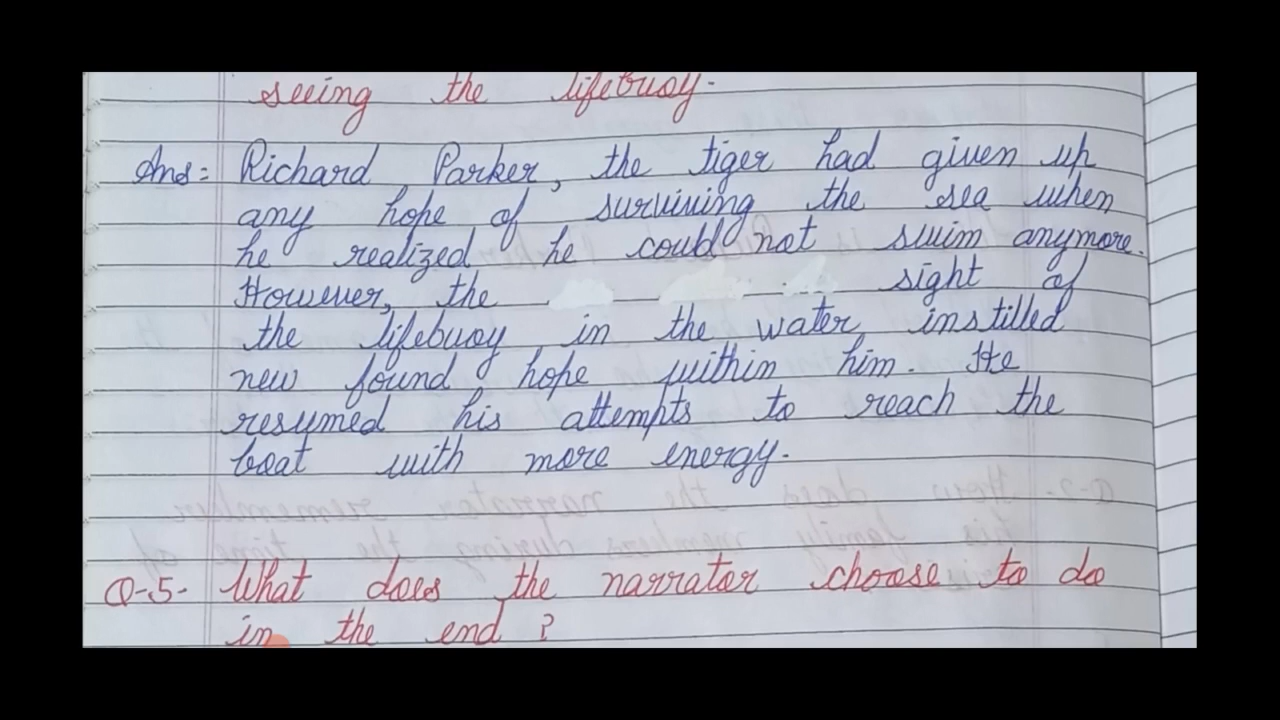 seeing the lifebuoy.
Ans: Richard Parker, the tiger had given up
any hope of surviving the sea when
he realized he could not swim anymore.
However, the sight of
the lifebuoy in the water instilled
new found hope within him. He
resumed his attempts to reach the
boat with more energy.
Q-5- What does the narrator choose to do
in the end ?